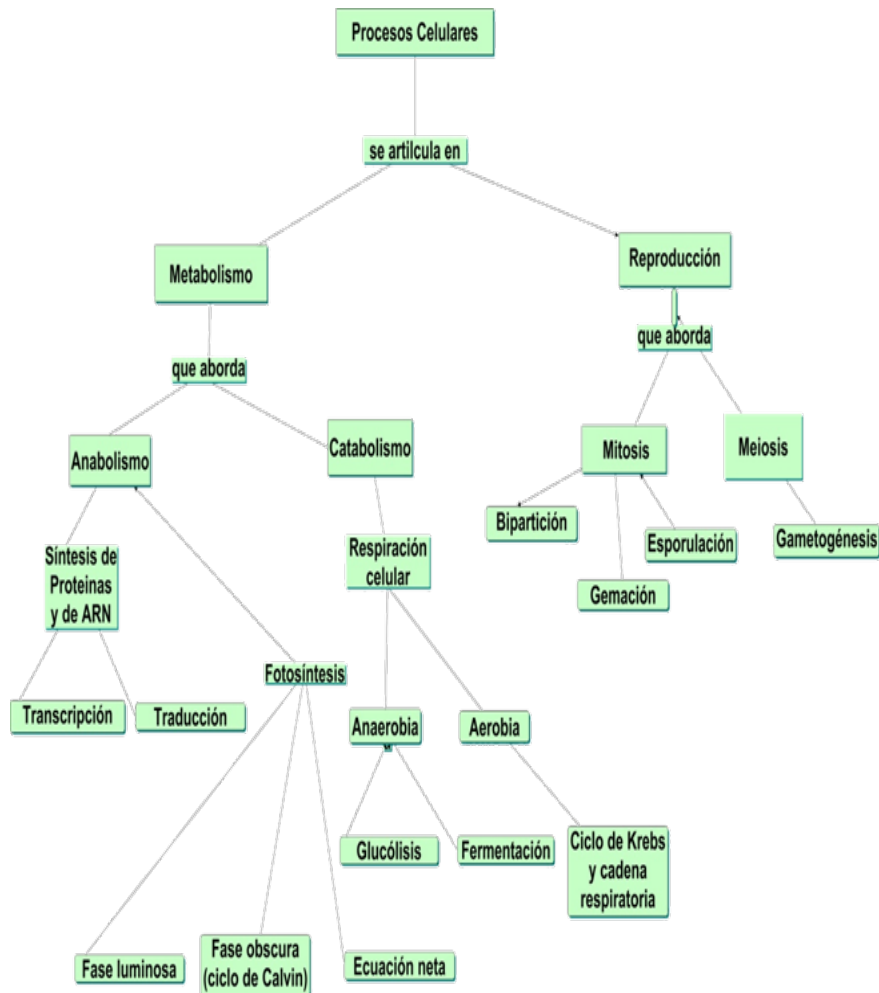 Procesos Celulares
se artilcula en
Metabolismo
Reproducción
que aborda
que aborda
Anabolismo
Catabolismo
Mitosis
Meiosis
Bipartición
Esporulación
Gametogénesis
Gemación
Síntesis de
Proteinas
y de ARN
Respiración
celular
Fotosíntesis
Transcripción
Traducción
Anaerobia
Aerobia
Glucólisis
Fermentación
Ciclo de Krebs
y cadena
respiratoria
Fase luminosa
Fase obscura
(ciclo de Calvin)
Ecuación neta